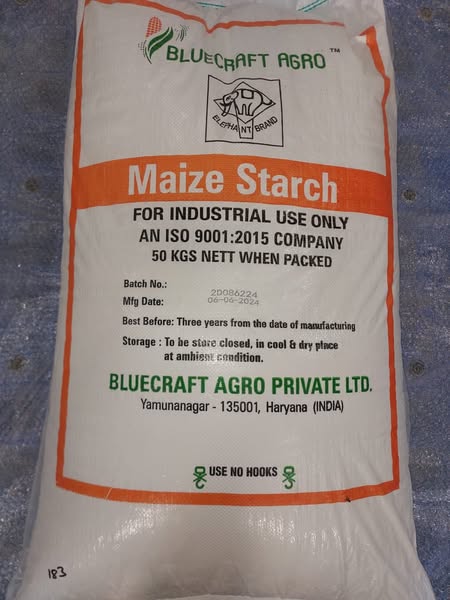 BLUECRAFT AGRO™
ELEPHANT BRAND
Maize Starch
FOR INDUSTRIAL USE ONLY
AN ISO 9001:2015 COMPANY
50 KGS NETT WHEN PACKED
Batch No.: 2D086224
Mfg Date: 06-06-2024
Best Before: Three years from the date of manufacturing
Storage : To be store closed, in cool & dry place
at ambient condition.
BLUECRAFT AGRO PRIVATE LTD.
Yamunanagar - 135001, Haryana (INDIA)
USE NO HOOKS
183